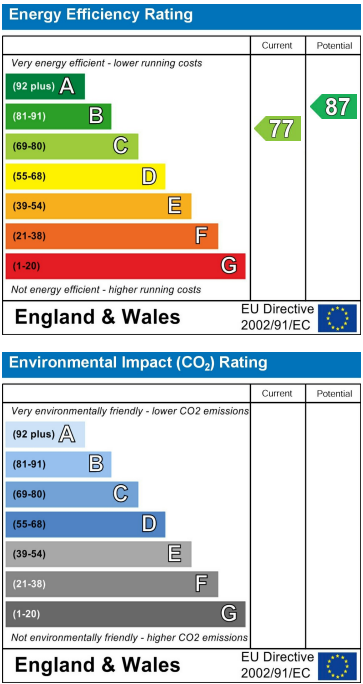 Energy Efficiency Rating
Current Potential
Very energy efficient - lower running costs
(92 plus) A
(81-91) B
(69-80) C
(55-68) D
(39-54) E
(21-38) F
(1-20) G
77
87
Not energy efficient - higher running costs
England & Wales
EU Directive
2002/91/EC
Environmental Impact (CO₂) Rating
Current Potential
Very environmentally friendly - lower CO2 emissions
(92 plus) A
(81-91) B
(69-80) C
(55-68) D
(39-54) E
(21-38) F
(1-20) G
Not environmentally friendly - higher CO2 emissions
England & Wales
EU Directive
2002/91/EC